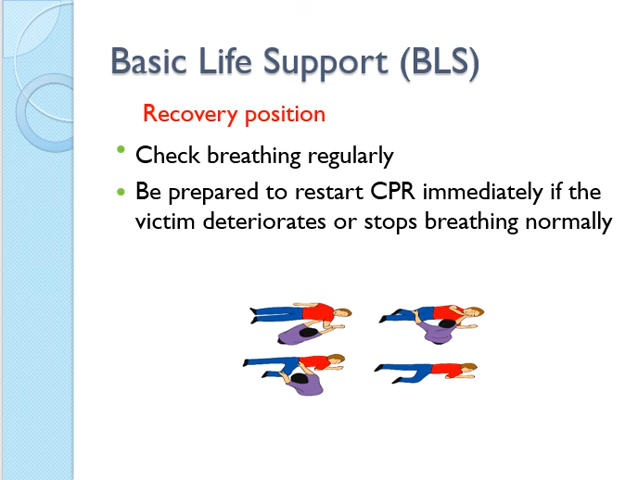 Basic Life Support (BLS)
Recovery position
• Check breathing regularly
• Be prepared to restart CPR immediately if the
victim deteriorates or stops breathing normally